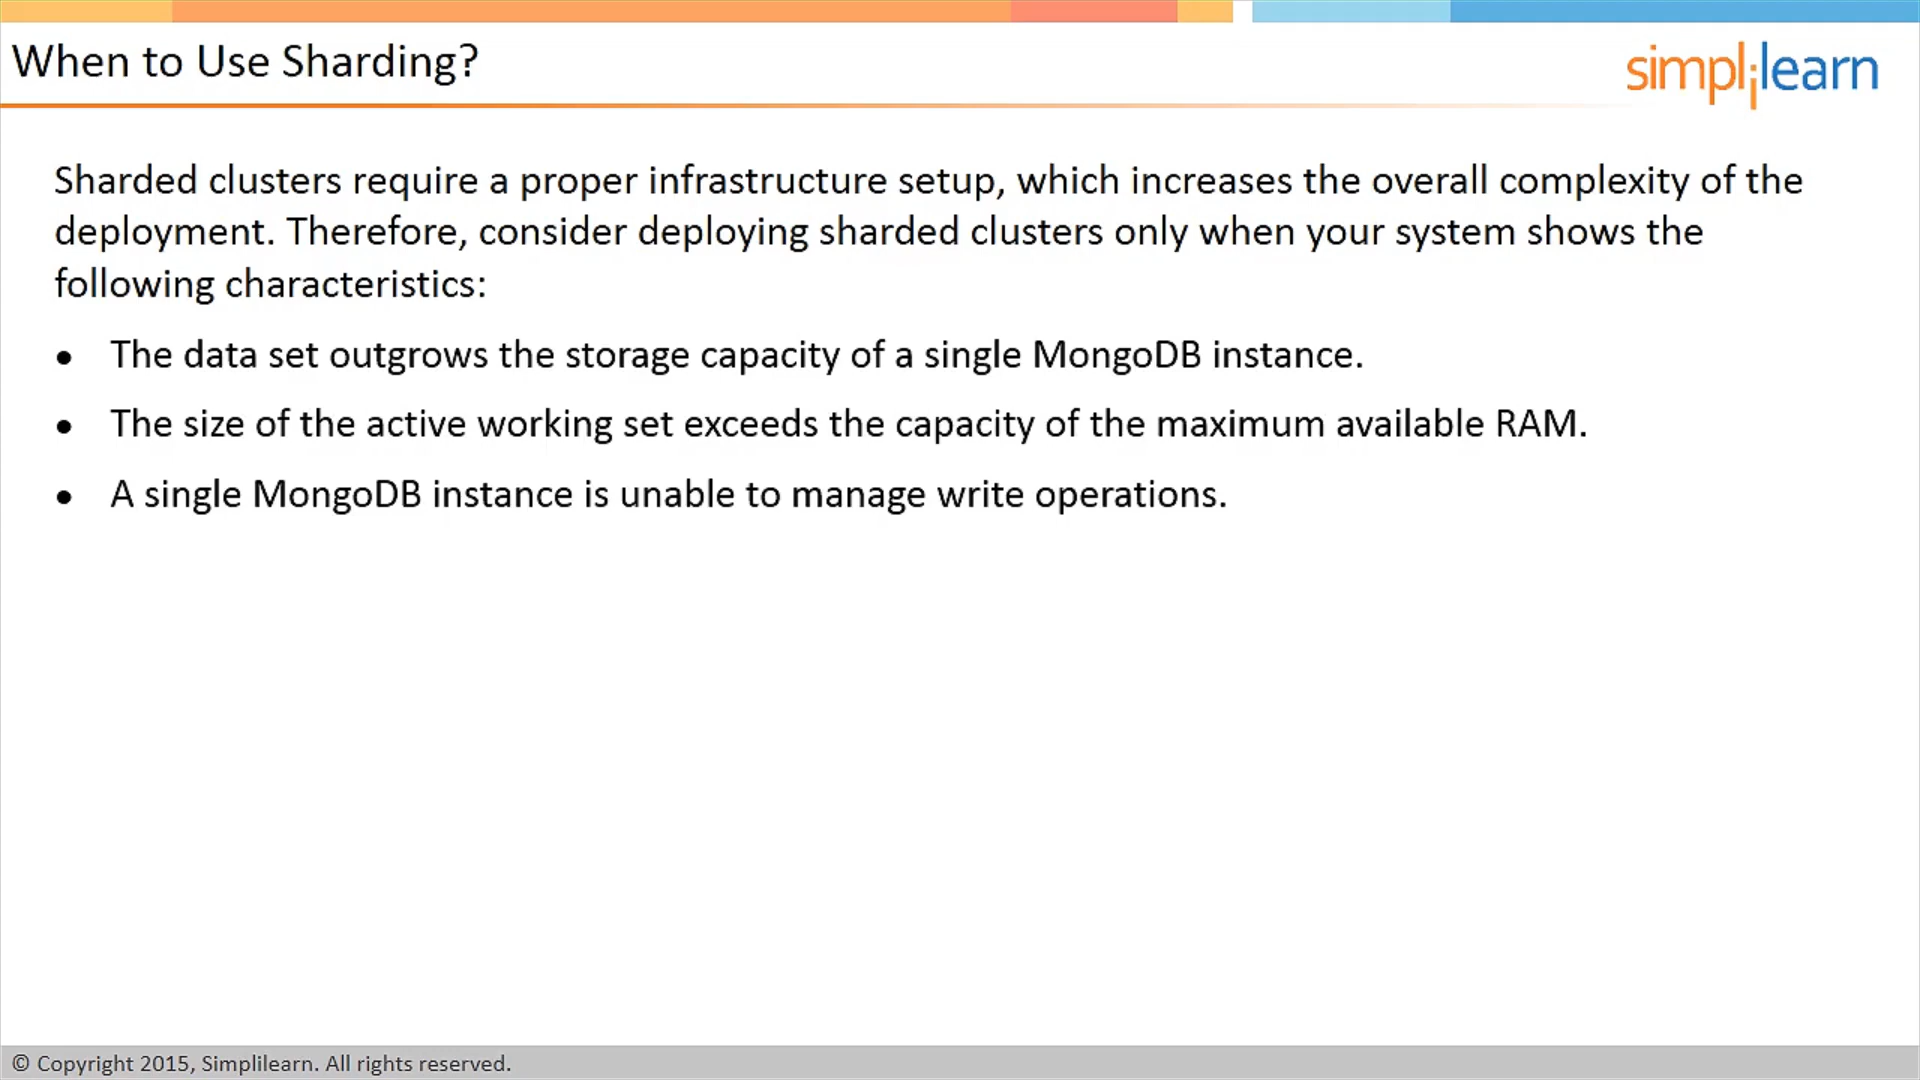 When to Use Sharding?
simplilearn
Sharded clusters require a proper infrastructure setup, which increases the overall complexity of the
deployment. Therefore, consider deploying sharded clusters only when your system shows the
following characteristics:
• The data set outgrows the storage capacity of a single MongoDB instance.
• The size of the active working set exceeds the capacity of the maximum available RAM.
• A single MongoDB instance is unable to manage write operations.
© Copyright 2015, Simplilearn. All rights reserved.